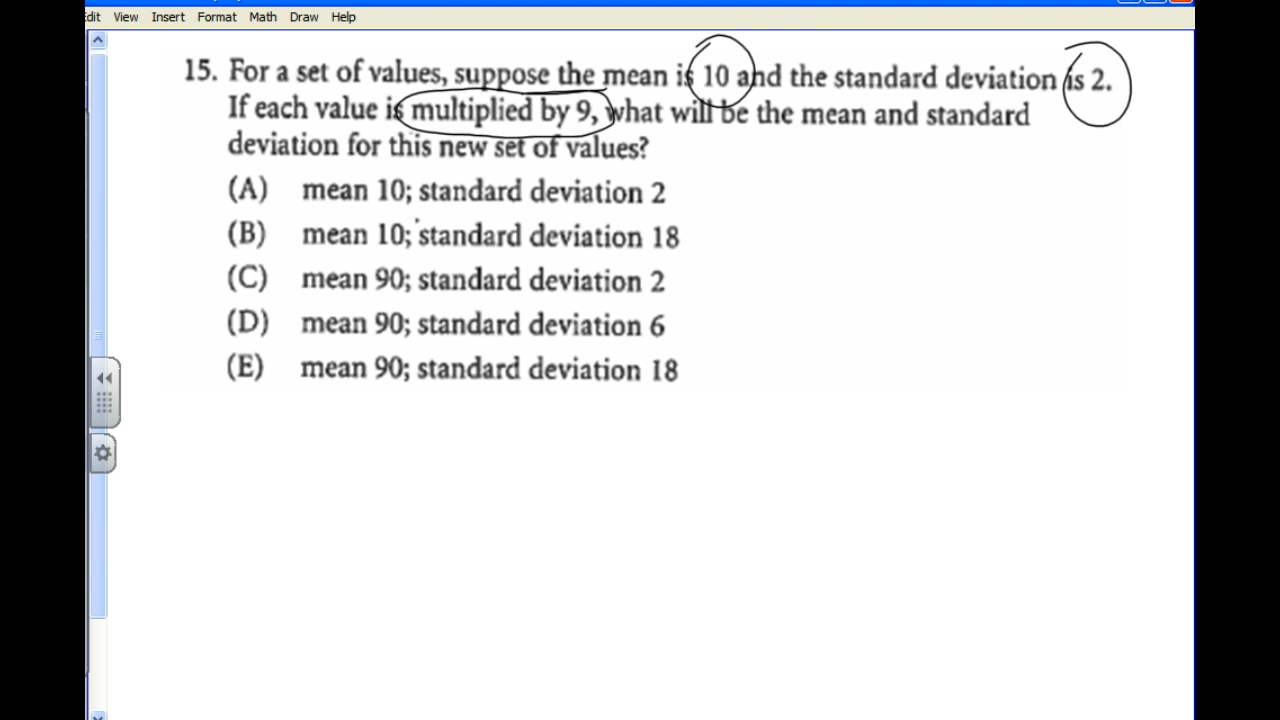 dit View Insert Format Math Draw Help
15. For a set of values, suppose the mean is 10 and the standard deviation is 2.
If each value is multiplied by 9, what will be the mean and standard
deviation for this new set of values?
(A) mean 10; standard deviation 2
(B) mean 10; standard deviation 18
(C) mean 90; standard deviation 2
(D) mean 90; standard deviation 6
(E) mean 90; standard deviation 18